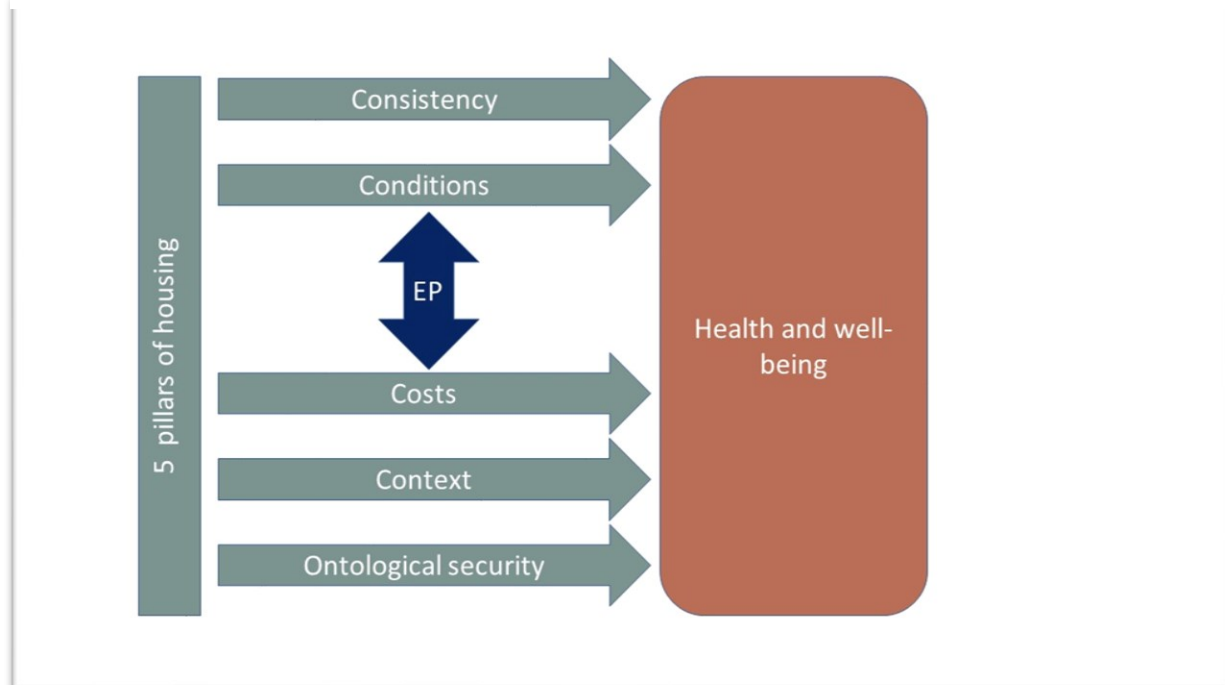 5 pillars of housing
Consistency
Conditions
EP
Costs
Context
Ontological security
Health and well-
being